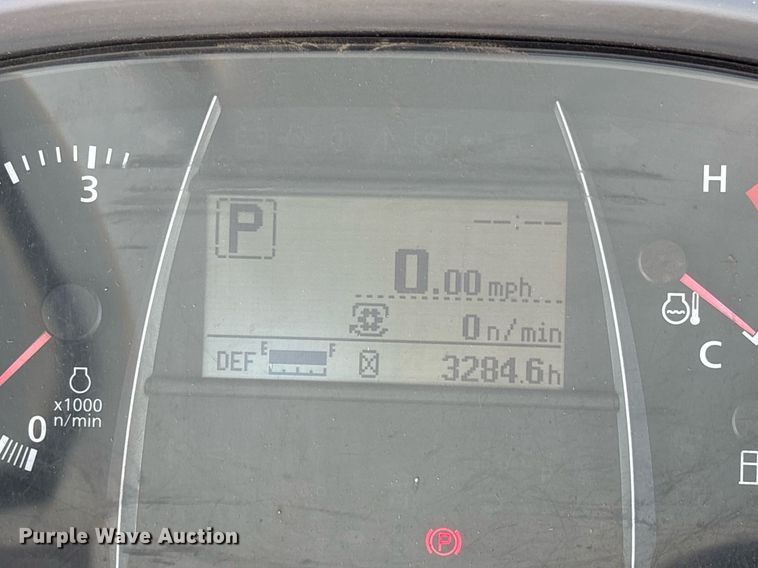 3
H
P
--:--
0.00 mph
0 n/min
DEF E F
3284.6h
C
x1000
n/min
0
P
Purple Wave Auction